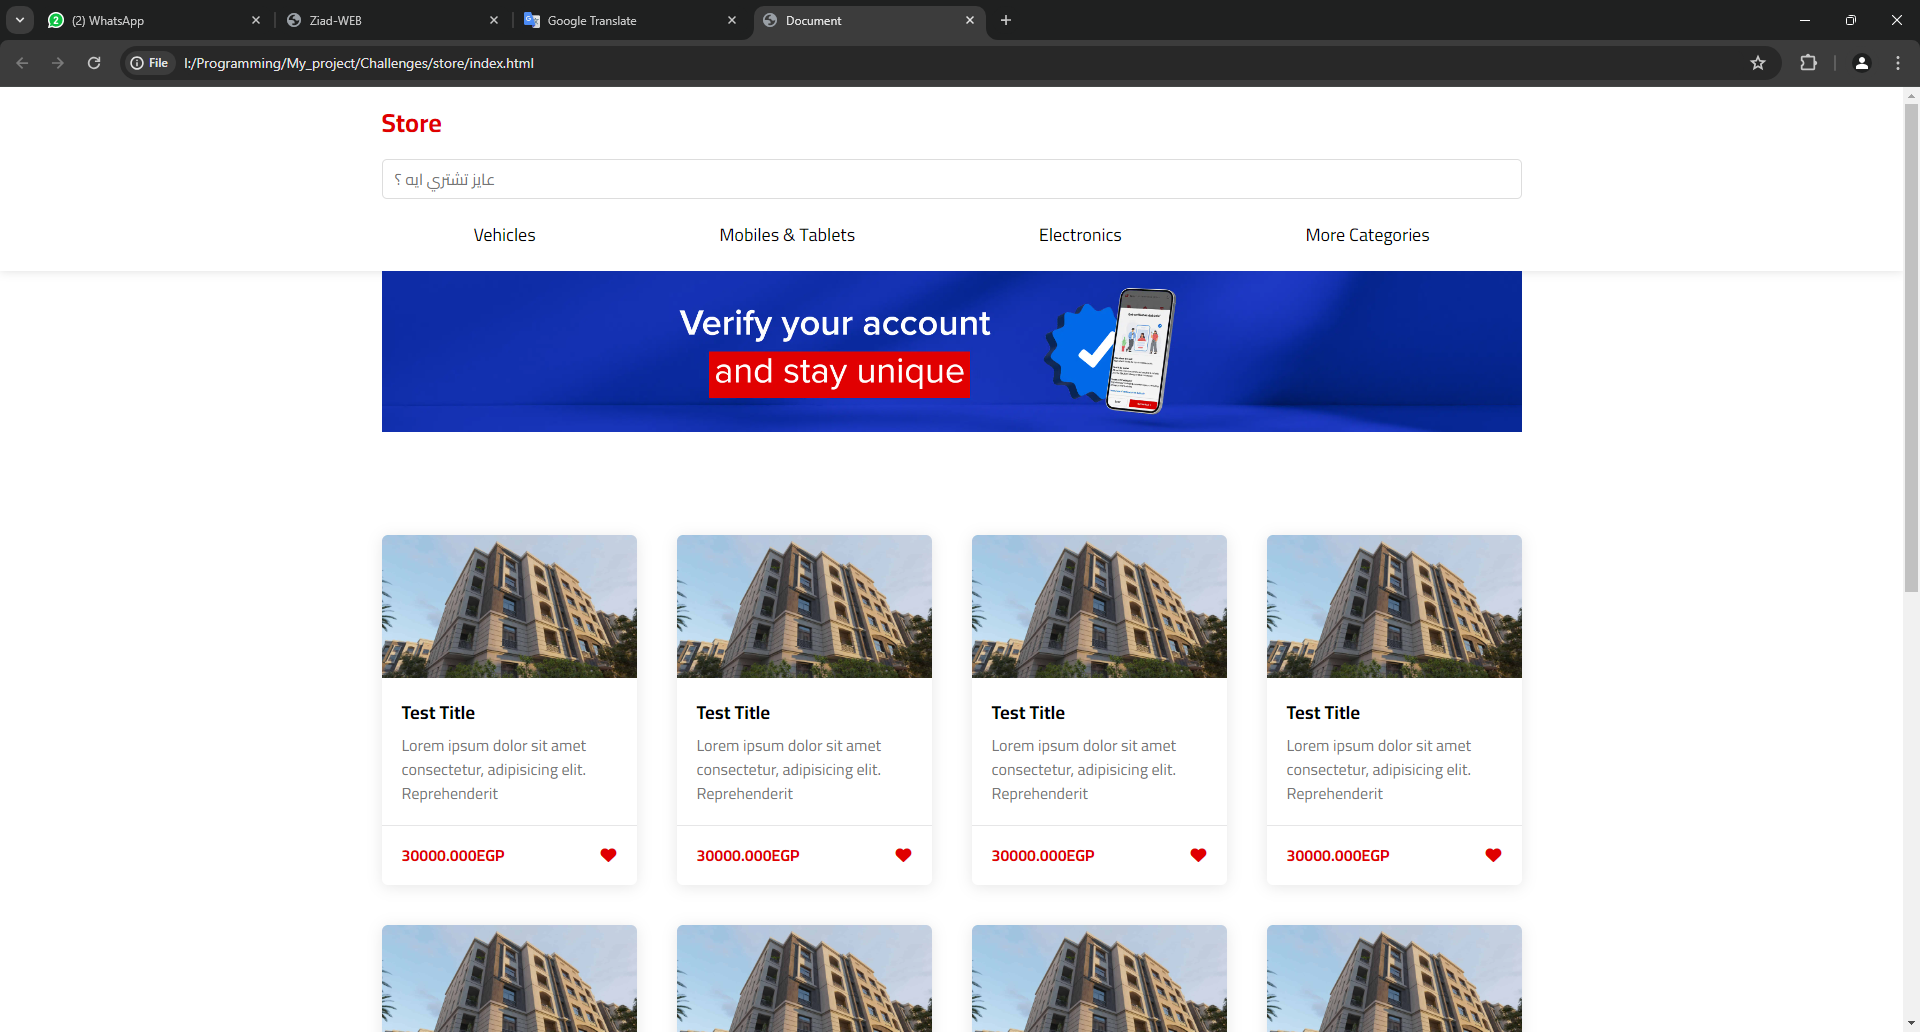 (2) WhatsApp
Ziad-WEB
Google Translate
Document
File
I:/Programming/My_project/Challenges/store/index.html
Store
عايز تشتري ايه ؟
Vehicles
Mobiles & Tablets
Electronics
More Categories
Verify your account
and stay unique
Test Title
Lorem ipsum dolor sit amet
consectetur, adipisicing elit.
Reprehenderit
30000.000EGP
Test Title
Lorem ipsum dolor sit amet
consectetur, adipisicing elit.
Reprehenderit
30000.000EGP
Test Title
Lorem ipsum dolor sit amet
consectetur, adipisicing elit.
Reprehenderit
30000.000EGP
Test Title
Lorem ipsum dolor sit amet
consectetur, adipisicing elit.
Reprehenderit
30000.000EGP